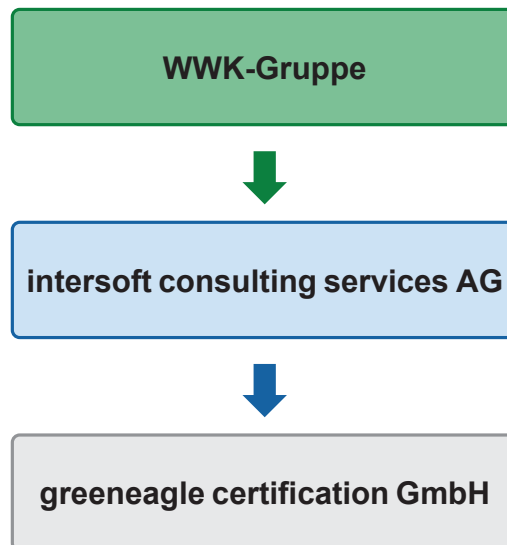 WWK-Gruppe
intersoft consulting services AG
greeneagle certification GmbH